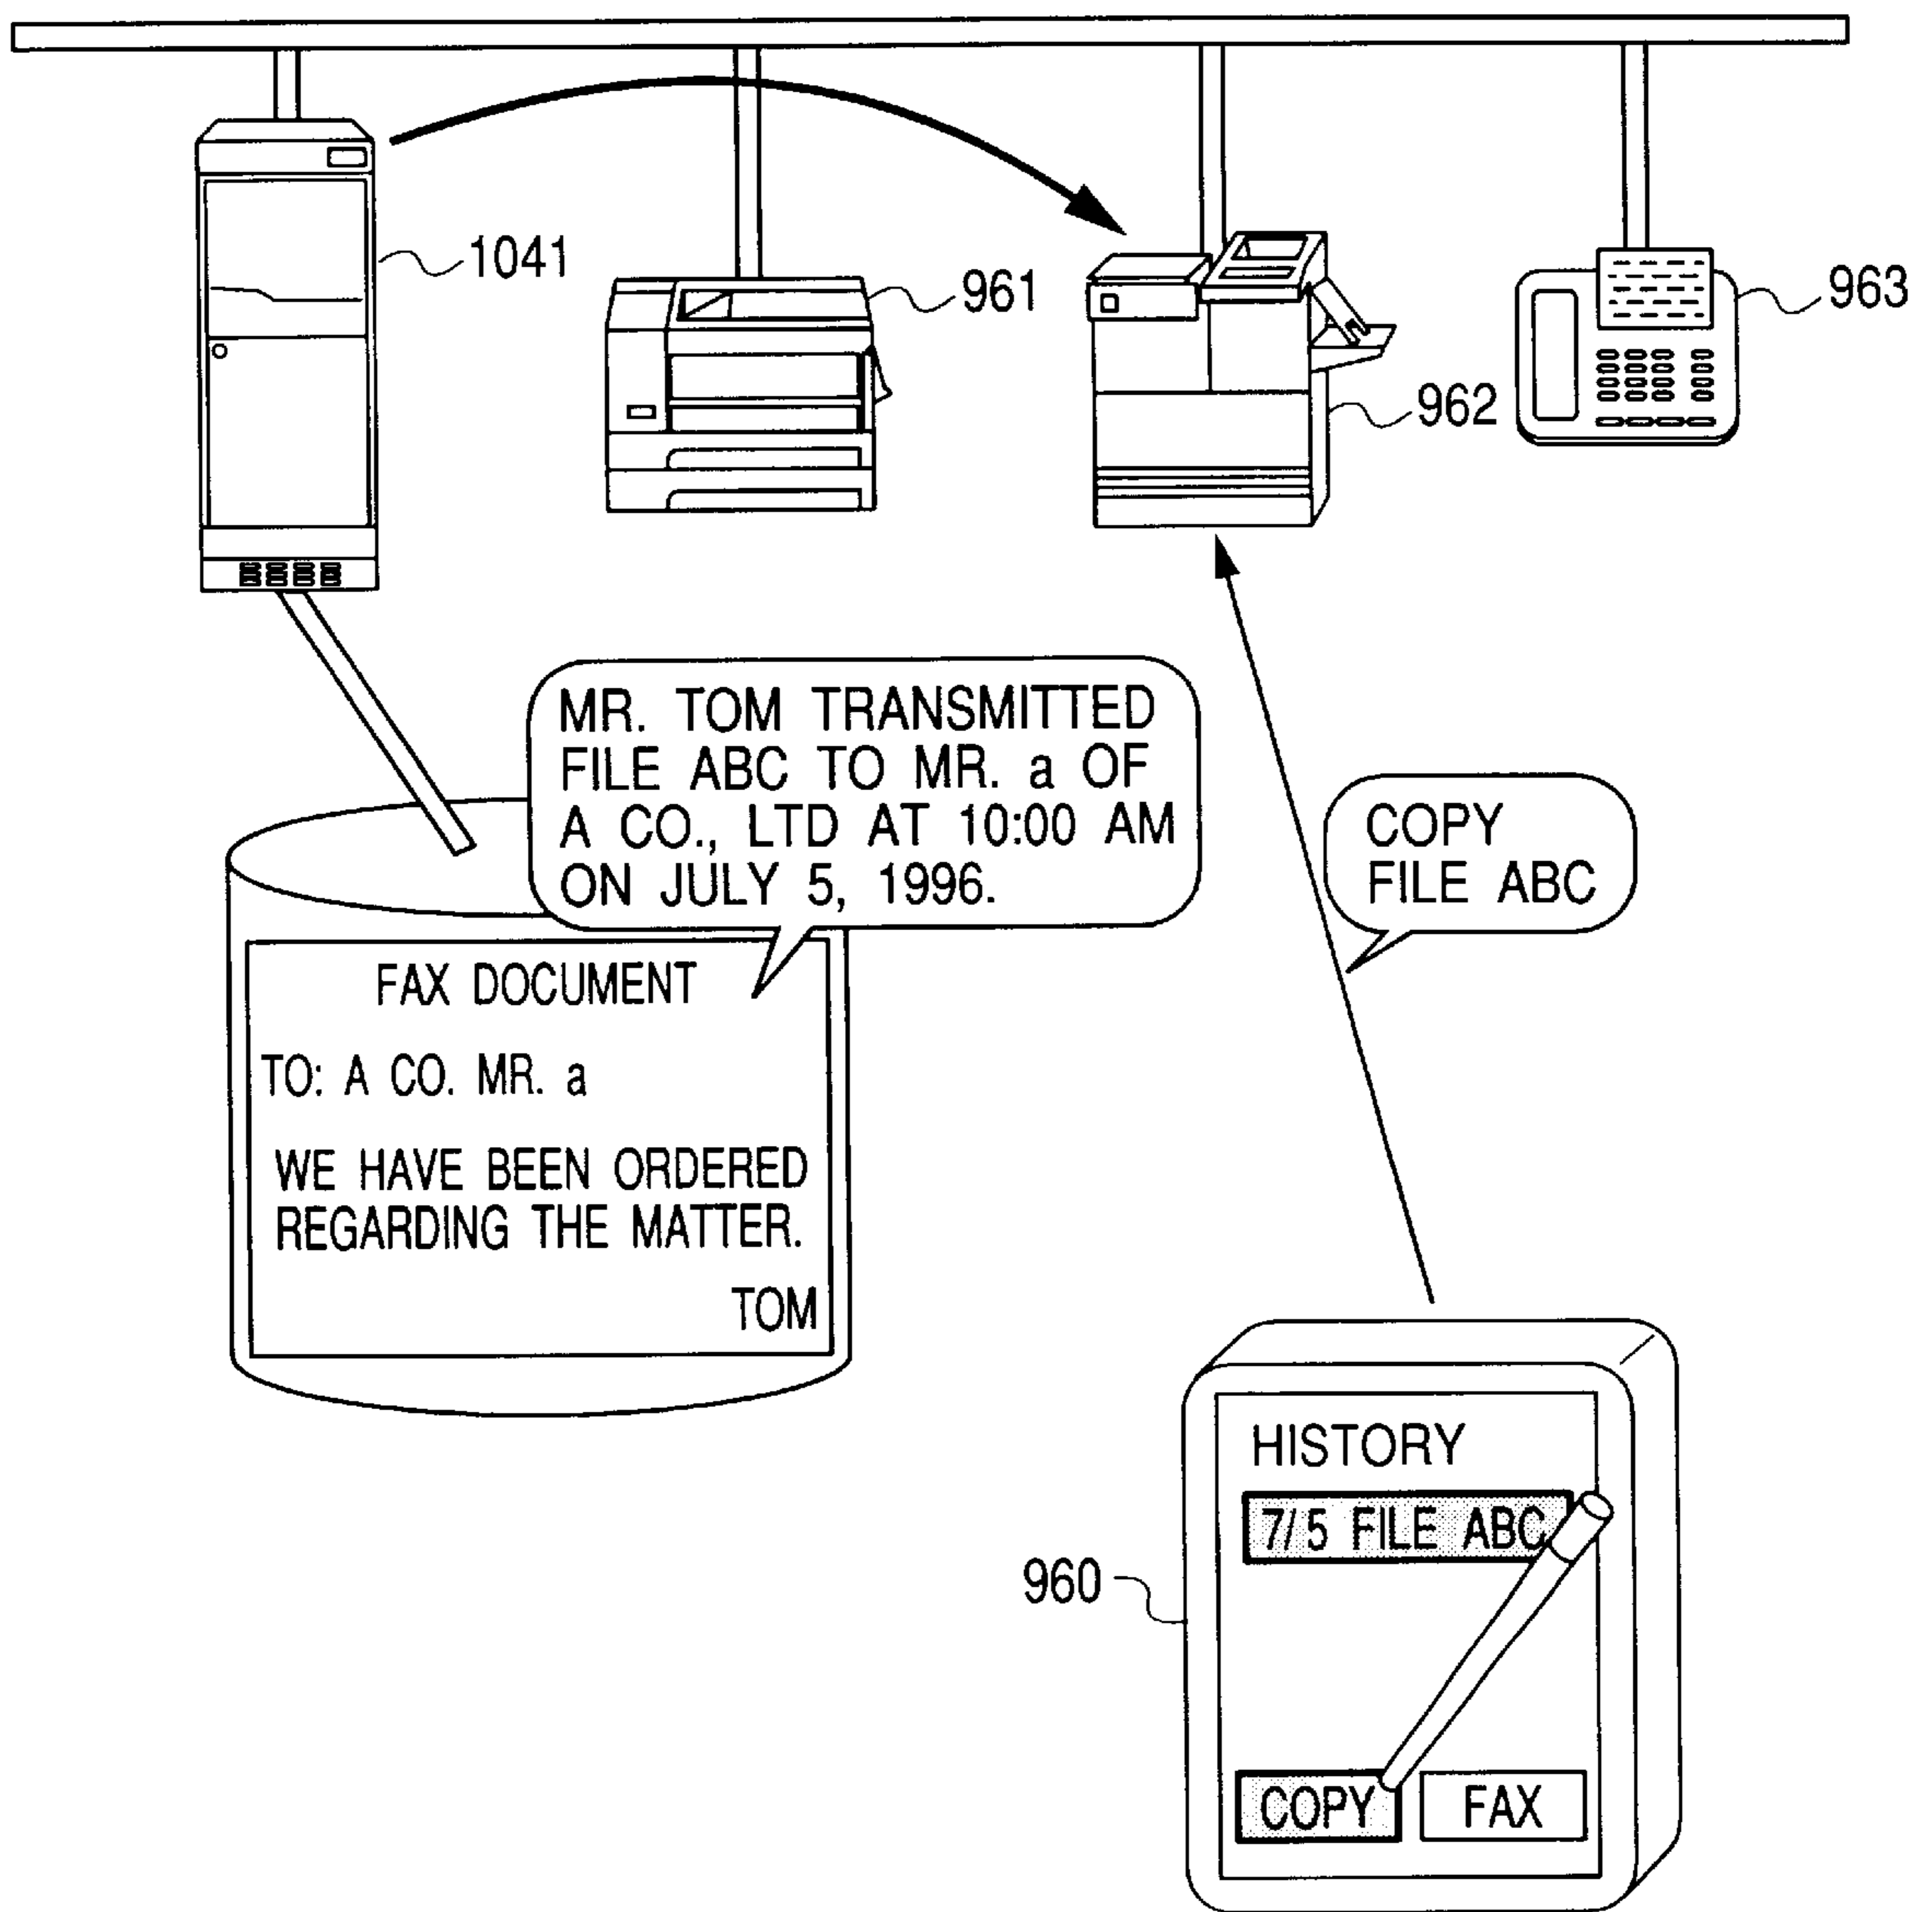 1041
961
962
963
MR. TOM TRANSMITTED
FILE ABC TO MR. a OF
A CO., LTD AT 10:00 AM
ON JULY 5, 1996.
COPY
FILE ABC
FAX DOCUMENT
TO: A CO. MR. a
WE HAVE BEEN ORDERED
REGARDING THE MATTER.
TOM
960
HISTORY
7/5 FILE ABC
COPY
FAX